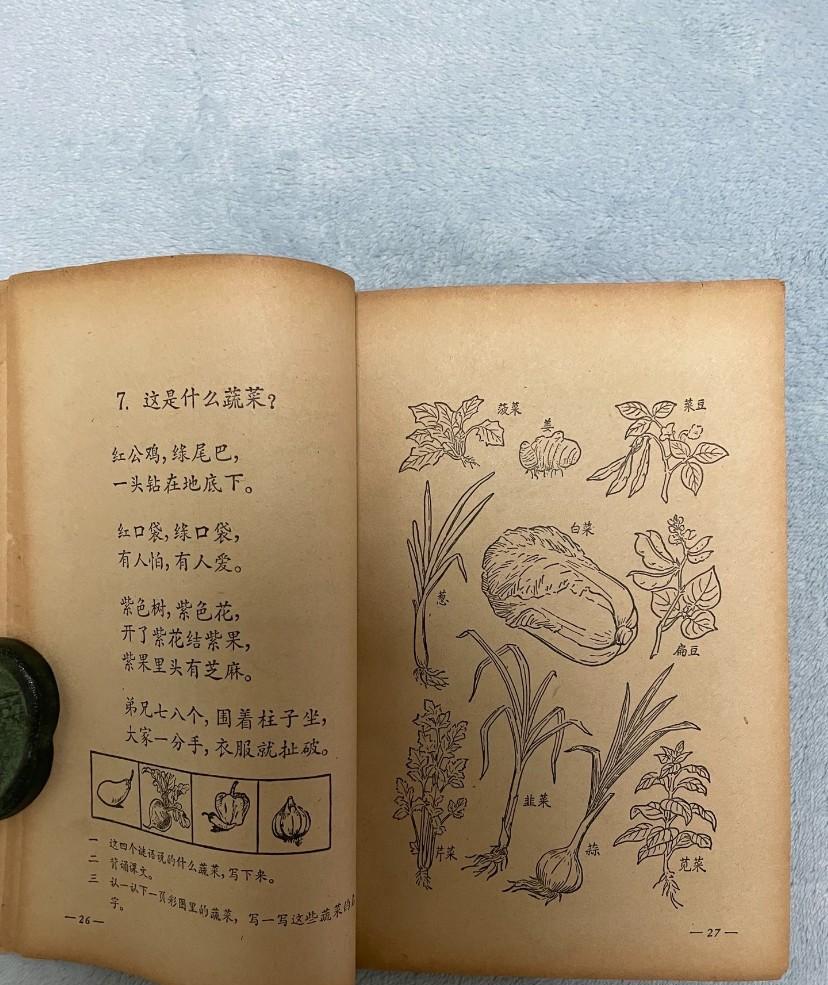 7. 这是什么蔬菜?
红公鸡,绿尾巴,
一头钻在地底下。
红口袋,绿口袋,
有人怕,有人爱。
紫色树,紫色花,
开了紫花结紫果,
紫果里头有芝麻。
弟兄七八个,围着柱子坐,
大家一分手,衣服就扯破。
一 这四个谜语说的什么蔬菜,写下来。
二 背诵课文。
三 认一认下一页彩图里的蔬菜,写一写这些蔬菜的名
字。
—26—
菠菜
姜
菜豆
白菜
葱
扁豆
韭菜
芹菜
蒜
苋菜
—27—